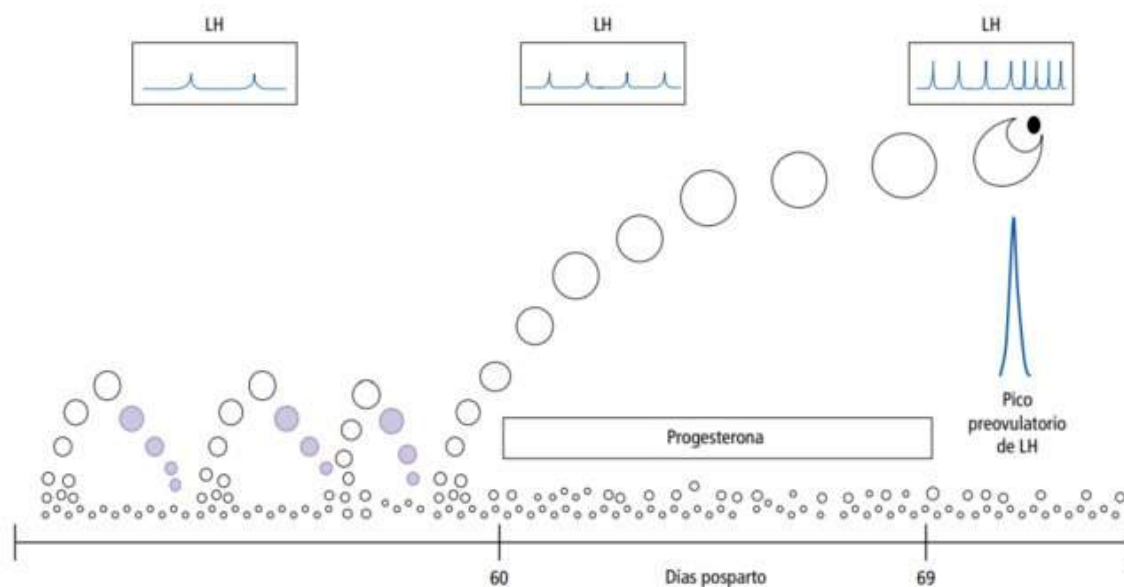 LH
LH
LH
Progesterona
Pico
preovulatorio
de LH
60
Días posparto
69